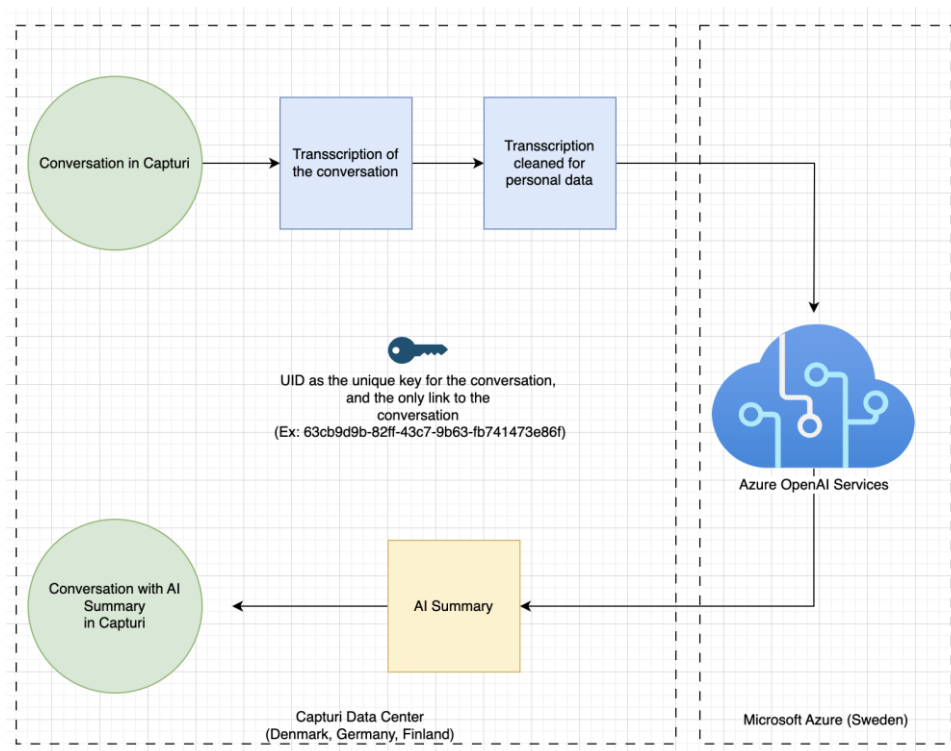 Conversation in Capturi
Transscription of
the conversation
Transcription
cleaned for
personal data
UID as the unique key for the conversation,
and the only link to the
conversation
(Ex: 63cb9d9b-82ff-43c7-9b63-fb741473e86f)
Azure OpenAI Services
Conversation with AI
Summary
in Capturi
AI Summary
Capturi Data Center
(Denmark, Germany, Finland)
Microsoft Azure (Sweden)